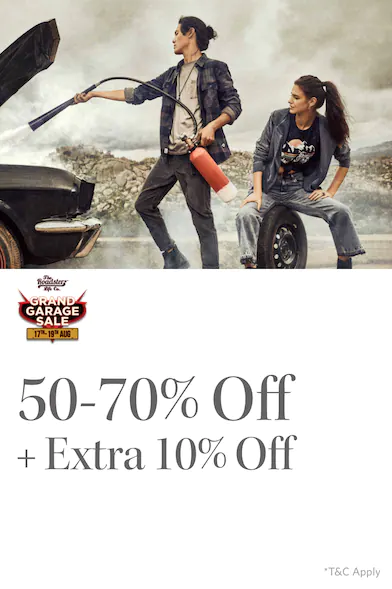 The
Roadster
Life Co.
GRAND
GARAGE
SALE
17TH-19TH AUG
50-70% Off
+ Extra 10% Off
*T&C Apply